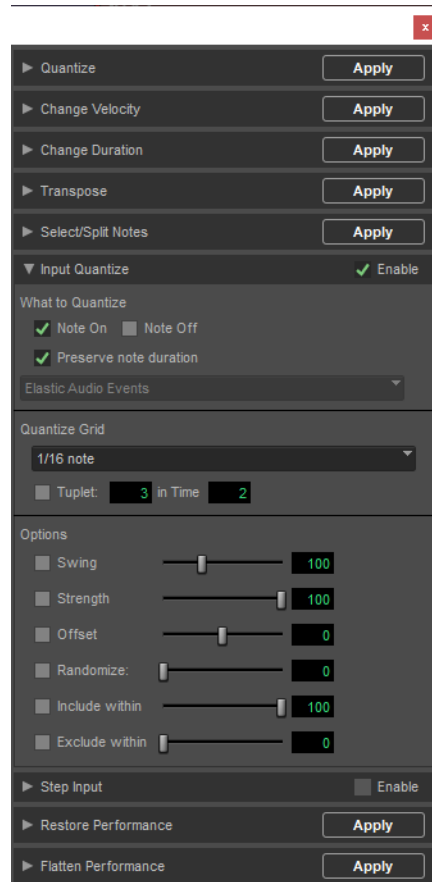 x
Quantize Apply
Change Velocity Apply
Change Duration Apply
Transpose Apply
Select/Split Notes Apply
Input Quantize Enable
What to Quantize
Note On Note Off
Preserve note duration
Elastic Audio Events
Quantize Grid
1/16 note
Tuplet: 3 in Time 2
Options
Swing 100
Strength 100
Offset 0
Randomize: 0
Include within 100
Exclude within 0
Step Input Enable
Restore Performance Apply
Flatten Performance Apply